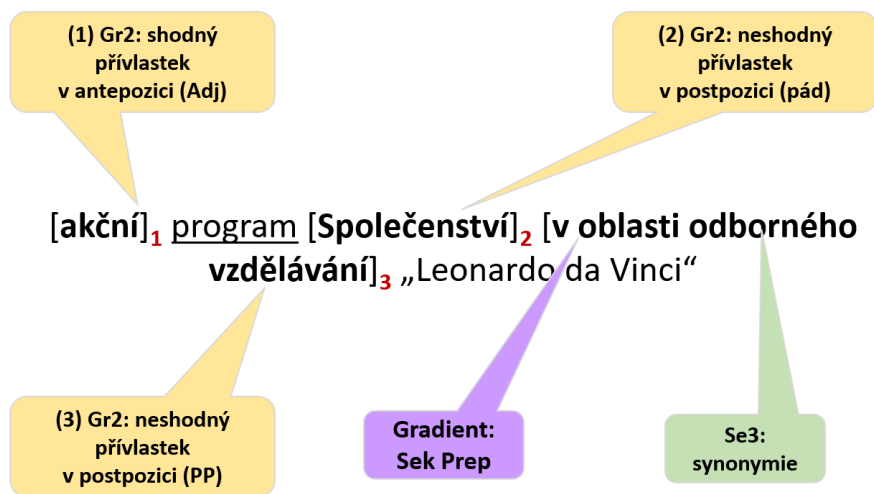 (1) Gr2: shodný
přívlastek
v antepozici (Adj)
(2) Gr2: neshodný
přívlastek
v postpozici (pád)
[akční]1 program [Společenství]2 [v oblasti odborného
vzdělávání]3 „Leonardo da Vinci“
(3) Gr2: neshodný
přívlastek
v postpozici (PP)
Gradient:
Sek Prep
Se3:
synonymie